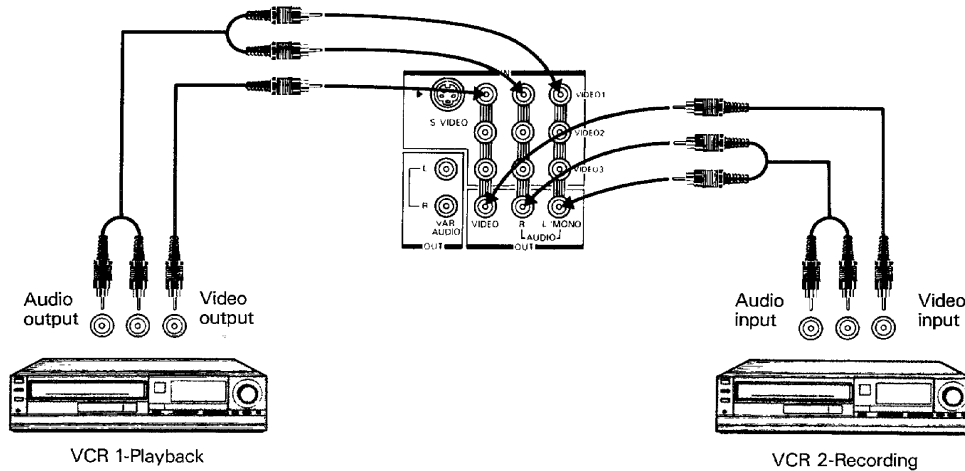 IN
S VIDEO
VIDEO1
VIDEO2
VIDEO3
L
R
VAR
AUDIO
OUT
VIDEO
R
L/MONO
AUDIO
OUT
Audio
output
Video
output
Audio
input
Video
input
VCR 1-Playback
VCR 2-Recording